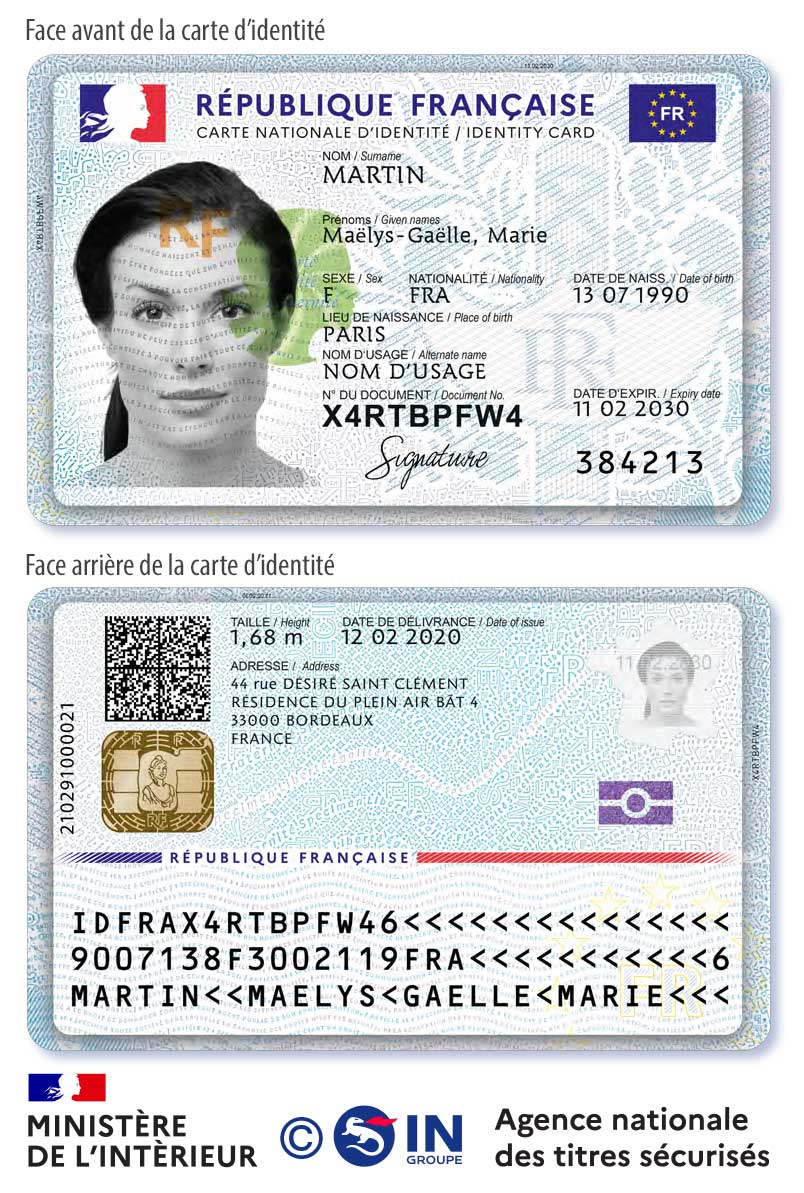 Face avant de la carte d'identité
11.02.2030
RÉPUBLIQUE FRANÇAISE
FR
CARTE NATIONALE D'IDENTITÉ / IDENTITY CARD
NOM / Surname
MARTIN
Prénoms / Given names
Maëlys-Gaëlle, Marie
SEXE / Sex NATIONALITÉ / Nationality DATE DE NAISS. / Date of birth
F FRA 13 07 1990
LIEU DE NAISSANCE / Place of birth
PARIS
NOM D'USAGE / Alternate name
NOM D'USAGE
N° DU DOCUMENT / Document No. DATE D'EXPIR. / Expiry date
X4RTBPFW4 11 02 2030
Signature 384213
X4RTBPFW4
RF
Face arrière de la carte d'identité
TAILLE / Height DATE DE DÉLIVRANCE / Date of issue
1,68 m 12 02 2020
ADRESSE / Address
44 rue DÉSIRÉ SAINT CLÉMENT
RÉSIDENCE DU PLEIN AIR BÂT 4
33000 BORDEAUX
FRANCE
11.02.2030
210291000021
X4RTBPFW4
RÉPUBLIQUE FRANÇAISE
IDFRAX4RTBPFW46<<<<<<<<<<<<<<<
9007138F3002119FRA<<<<<<<<<<<6
MARTIN<<MAELYS<GAELLE<MARIE<<<
FR
MINISTÈRE
DE L'INTÈRIEUR
© IN
GROUPE
Agence nationale
des titres sécurisés